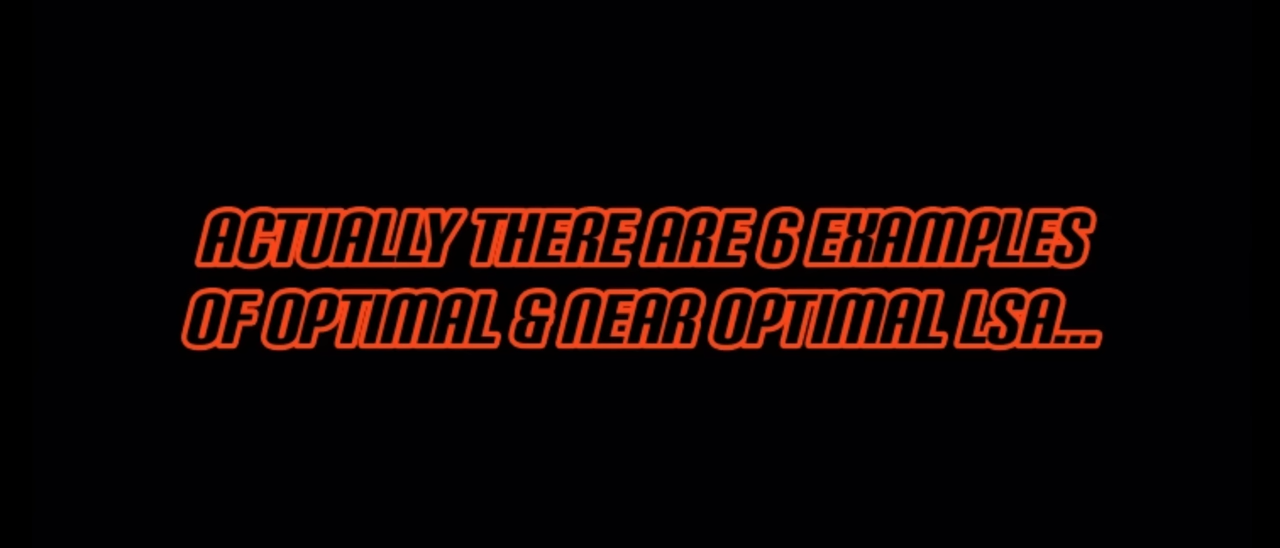 ACTUALLY THERE ARE 6 EXAMPLES
OF OPTIMAL & NEAR OPTIMAL LSA...